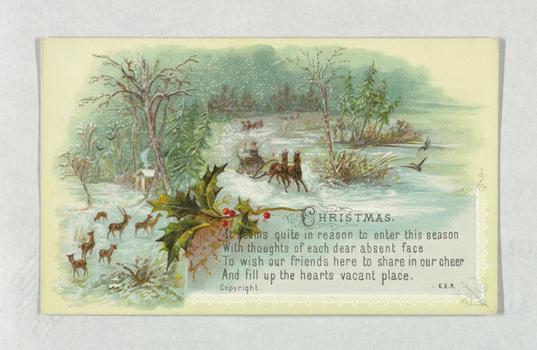 CHRISTMAS.
It seems quite in reason to enter this season
With thoughts of each dear absent face
To wish our friends here to share in our cheer
And fill up the hearts vacant place.
Copyright. E.E.M.